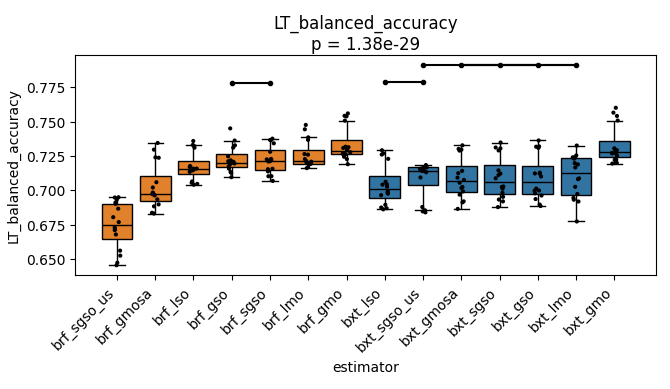 LT_balanced_accuracy
p = 1.38e-29
LT_balanced_accuracy
0.775
0.750
0.725
0.700
0.675
0.650
brf_sgso_us
brf_gmosa
brf_lso
brf_gso
brf_sgso
brf_lmo
brf_gmo
bxt_lso
bxt_sgso_us
bxt_gmosa
bxt_sgso
bxt_gso
bxt_lmo
bxt_gmo
estimator